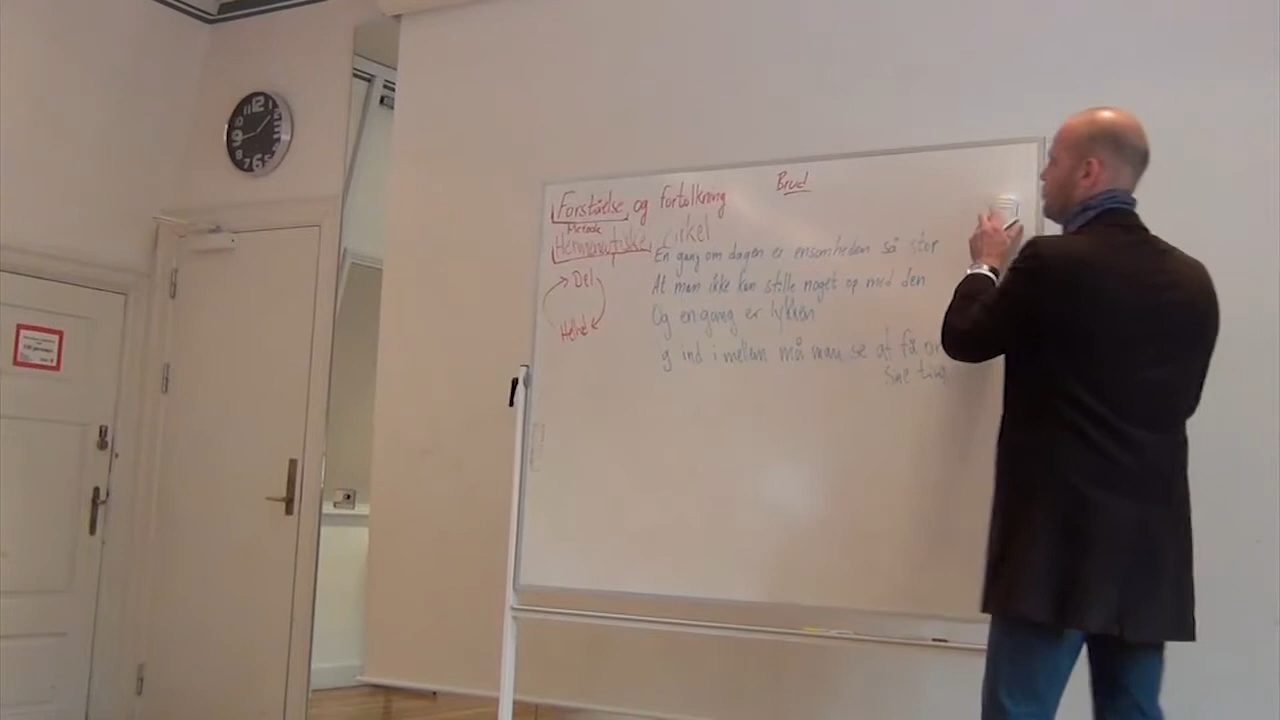 Forståelse og fortolkning
Brud
Metode
Hermeneutiske Cirkel
Del
Helhed
En gang om dagen er ensomheden så stor
At man ikke kan stille noget op med den
Og en gang er lykken
g ind i mellem må man se at få
sine ting